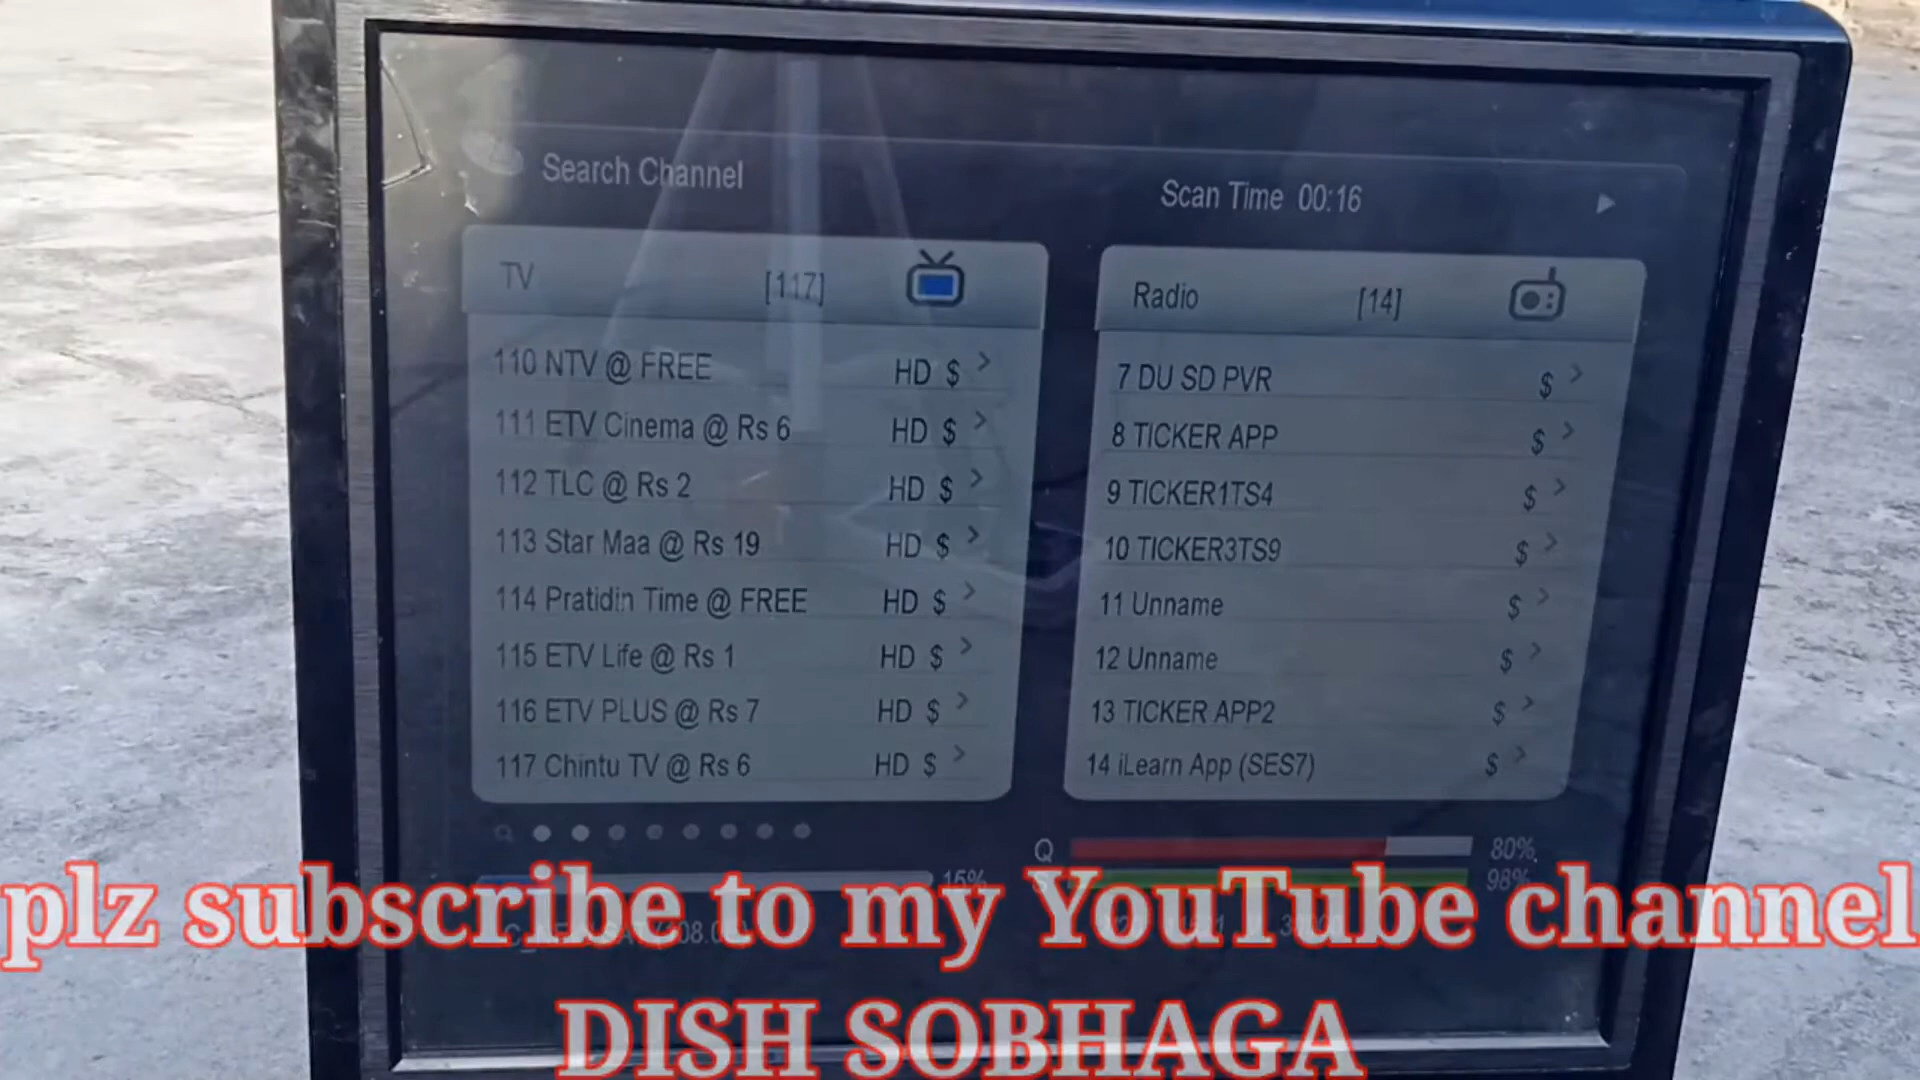 Search Channel
Scan Time 00:16
TV [117]
110 NTV @ FREE HD $
111 ETV Cinema @ Rs 6 HD $
112 TLC @ Rs 2 HD $
113 Star Maa @ Rs 19 HD $
114 Pratidin Time @ FREE HD $
115 ETV Life @ Rs 1 HD $
116 ETV PLUS @ Rs 7 HD $
117 Chintu TV @ Rs 6 HD $
Radio [14]
7 DU SD PVR $
8 TICKER APP $
9 TICKER1TS4 $
10 TICKER3TS9 $
11 Unname $
12 Unname $
13 TICKER APP2 $
14 iLearn App (SES7) $
Q 80%
98%
15%
plz subscribe to my YouTube channel
DISH SOBHAGA